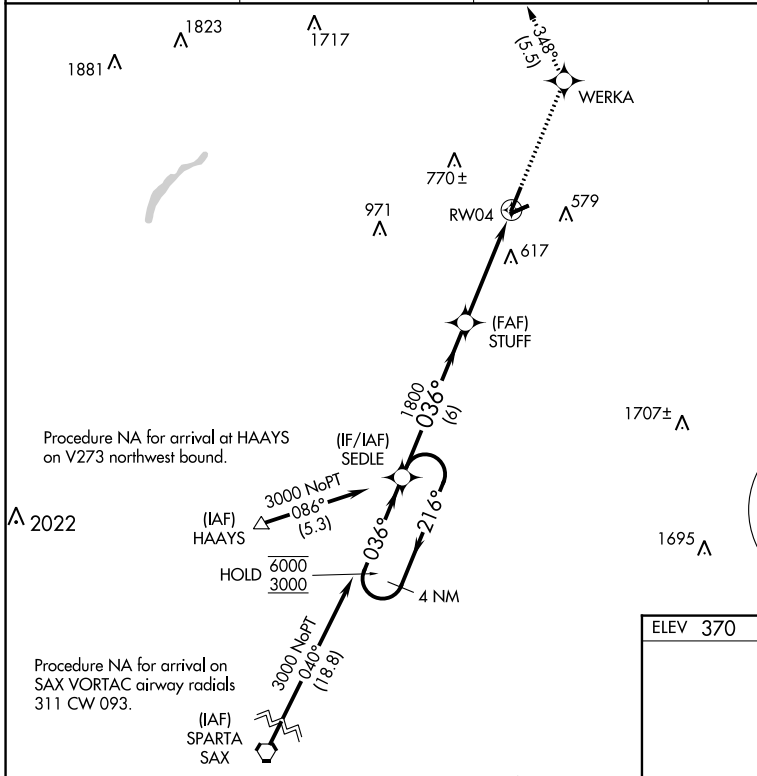 1823
1717
1881
348°
(5.5)
WERKA
770±
971
RW04
579
617
(FAF)
STUFF
1800
036°
(6)
1707±
Procedure NA for arrival at HAAYS
on V273 northwest bound.
(IF/IAF)
SEDLE
3000 NoPT
086°
(5.3)
(IAF)
HAAYS
2022
036°
216°
1695
HOLD
6000
3000
4 NM
3000 NoPT
040°
(18.8)
ELEV 370
Procedure NA for arrival on
SAX VORTAC airway radials
311 CW 093.
(IAF)
SPARTA
SAX